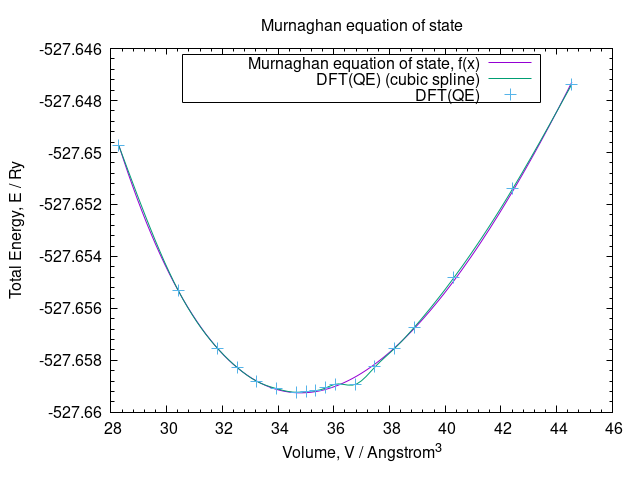 Murnaghan equation of state
-527.646
Murnaghan equation of state, f(x)
DFT(QE) (cubic spline)
DFT(QE)
-527.648
-527.65
-527.652
-527.654
-527.656
-527.658
-527.66
Total Energy, E / Ry
28 30 32 34 36 38 40 42 44 46
Volume, V / Angstrom³